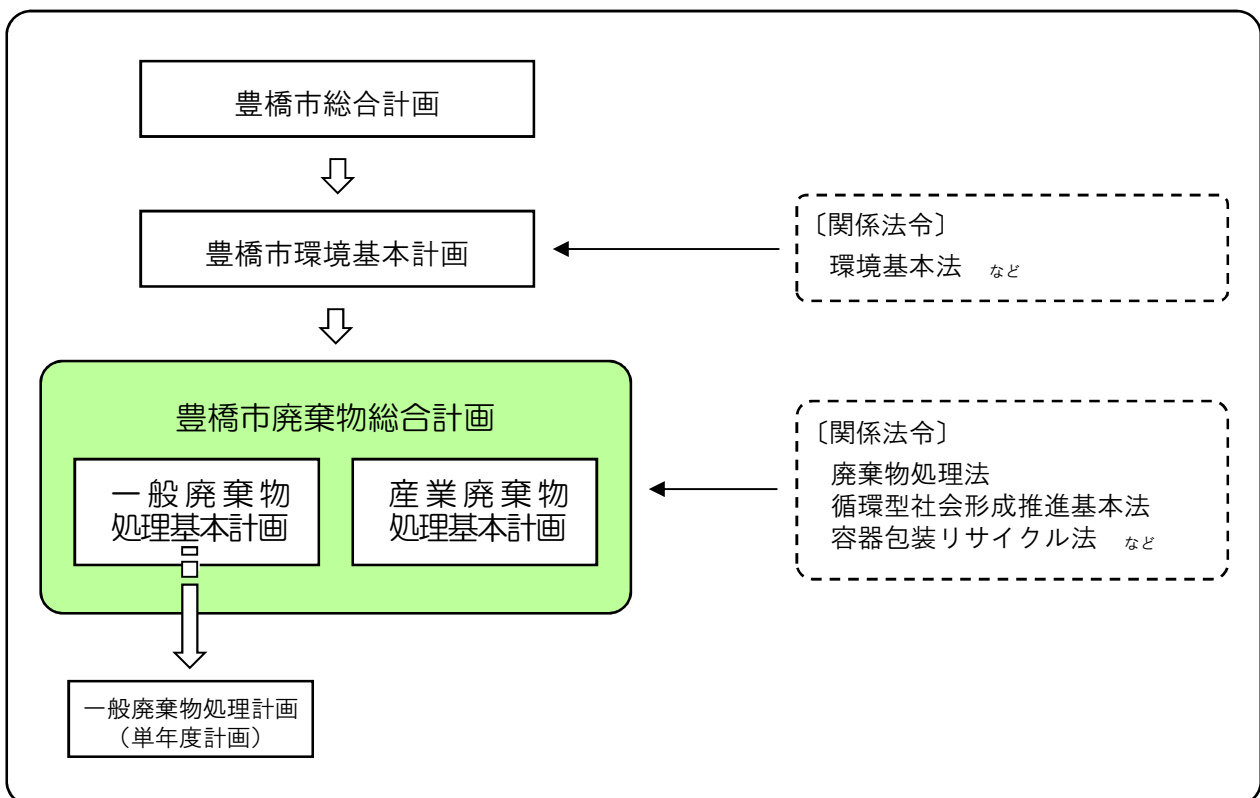 豊橋市総合計画
豊橋市環境基本計画
〔関係法令〕
環境基本法 など
豊橋市廃棄物総合計画
一般廃棄物
処理基本計画
産業廃棄物
処理基本計画
〔関係法令〕
廃棄物処理法
循環型社会形成推進基本法
容器包装リサイクル法 など
一般廃棄物処理計画
（単年度計画）